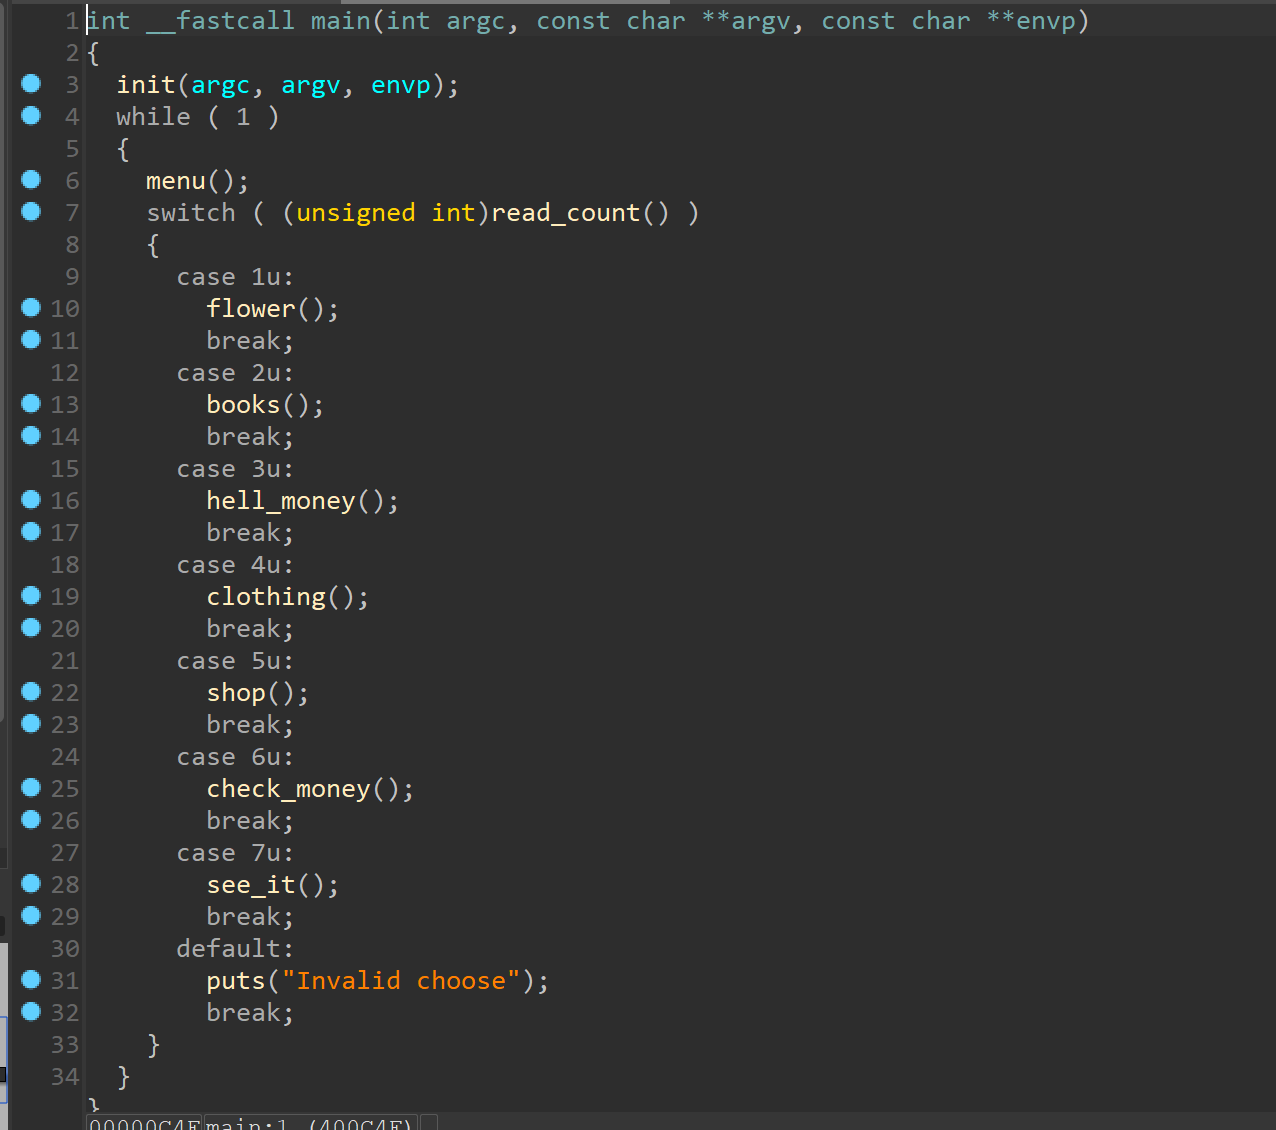 1 int __fastcall main(int argc, const char **argv, const char **envp)
2 {
3   init(argc, argv, envp);
4   while ( 1 )
5   {
6     menu();
7     switch ( (unsigned int)read_count() )
8     {
9       case 1u:
10         flower();
11         break;
12       case 2u:
13         books();
14         break;
15       case 3u:
16         hell_money();
17         break;
18       case 4u:
19         clothing();
20         break;
21       case 5u:
22         shop();
23         break;
24       case 6u:
25         check_money();
26         break;
27       case 7u:
28         see_it();
29         break;
30       default:
31         puts("Invalid choose");
32         break;
33     }
34   }
}
00000C4F main:1 (400C4F)